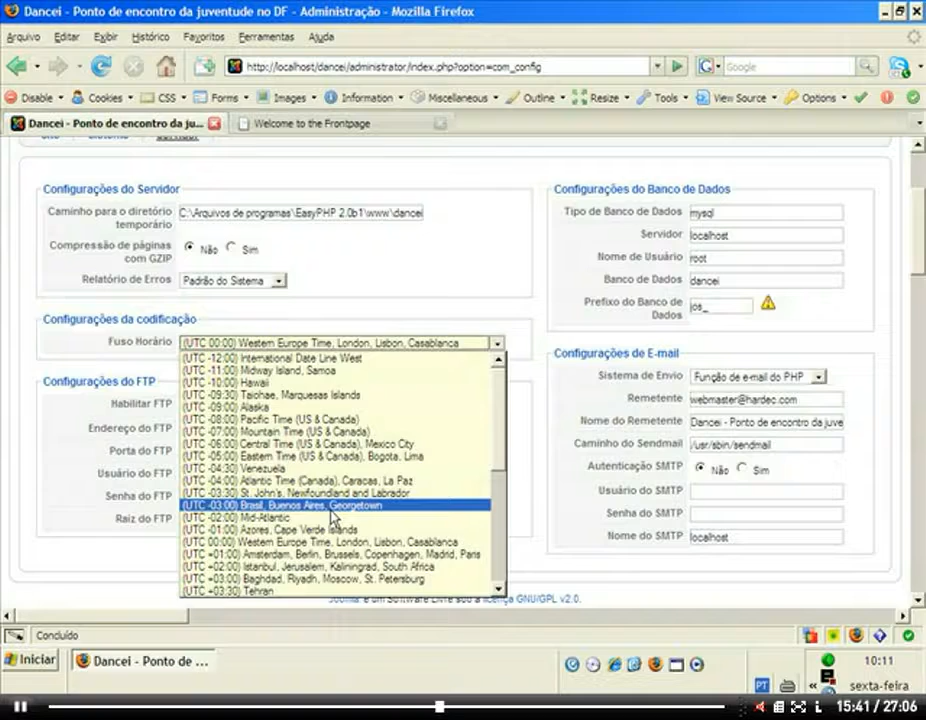 Dancei - Ponto de encontro da juventude no DF - Administração - Mozilla Firefox
Arquivo Editar Exibir Histórico Favoritos Ferramentas Ajuda
http://localhost/dancei/administrator/index.php?option=com_config
Google
Disable Cookies CSS Forms Images Information Miscellaneous Outline Resize Tools View Source Options
Dancei - Ponto de encontro da ju...
Welcome to the Frontpage
Configurações do Servidor
Caminho para o diretório temporário
C:\Arquivos de programas\EasyPHP 2.0b1\www\dancei
Compressão de páginas com GZIP
Não Sim
Relatório de Erros
Padrão do Sistema
Configurações da codificação
Fuso Horário
(UTC 00:00) Western Europe Time, London, Lisbon, Casablanca
(UTC -12:00) International Date Line West
(UTC -11:00) Midway Island, Samoa
(UTC -10:00) Hawaii
(UTC -09:30) Taiohae, Marquesas Islands
(UTC -09:00) Alaska
(UTC -08:00) Pacific Time (US & Canada)
(UTC -07:00) Mountain Time (US & Canada)
(UTC -06:00) Central Time (US & Canada), Mexico City
(UTC -05:00) Eastern Time (US & Canada), Bogota, Lima
(UTC -04:30) Venezuela
(UTC -04:00) Atlantic Time (Canada), Caracas, La Paz
(UTC -03:30) St. John's, Newfoundland and Labrador
(UTC -03:00) Brasil, Buenos Aires, Georgetown
(UTC -02:00) Mid-Atlantic
(UTC -01:00) Azores, Cape Verde Islands
(UTC 00:00) Western Europe Time, London, Lisbon, Casablanca
(UTC +01:00) Amsterdam, Berlin, Brussels, Copenhagen, Madrid, Paris
(UTC +02:00) Istanbul, Jerusalem, Kaliningrad, South Africa
(UTC +03:00) Baghdad, Riyadh, Moscow, St. Petersburg
(UTC +03:30) Tehran
Configurações do FTP
Habilitar FTP
Endereço do FTP
Porta do FTP
Usuário do FTP
Senha do FTP
Raiz do FTP
Configurações do Banco de Dados
Tipo de Banco de Dados
mysql
Servidor
localhost
Nome de Usuário
root
Banco de Dados
dancei
Prefixo do Banco de Dados
jos_
Configurações de E-mail
Sistema de Envio
Função de e-mail do PHP
Remetente
webmaster@hardec.com
Nome do Remetente
Dancei - Ponto de encontro da juve
Caminho do Sendmail
/usr/sbin/sendmail
Autenticação SMTP
Não Sim
Usuário do SMTP
Senha do SMTP
Nome do SMTP
localhost
Joomla! é um Software Livre sob a licença GNU/GPL v2.0.
Concluído
Iniciar
Dancei - Ponto de ...
PT
10:11
sexta-feira
15:41 / 27:06